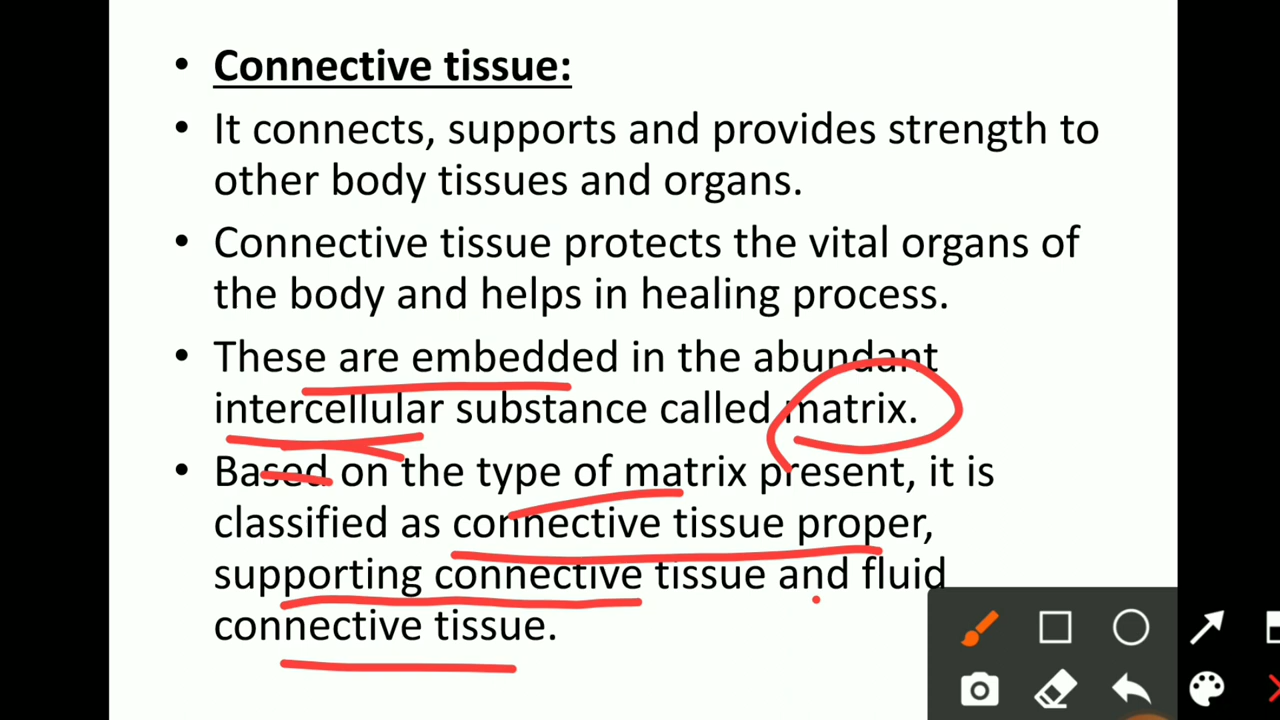 • Connective tissue:
• It connects, supports and provides strength to
other body tissues and organs.
• Connective tissue protects the vital organs of
the body and helps in healing process.
• These are embedded in the abundant
intercellular substance called matrix.
• Based on the type of matrix present, it is
classified as connective tissue proper,
supporting connective tissue and fluid
connective tissue.